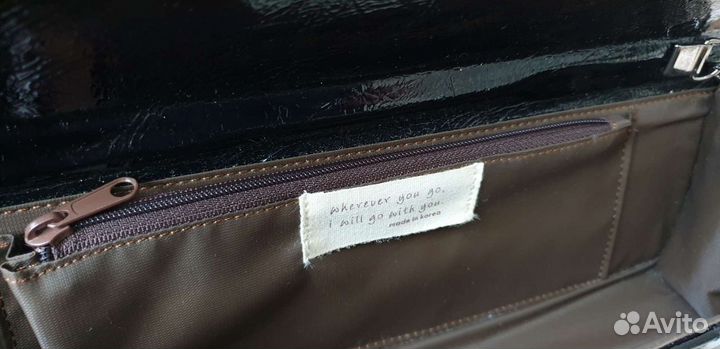 wherever you go,
i will go with you.
made in korea
Avito